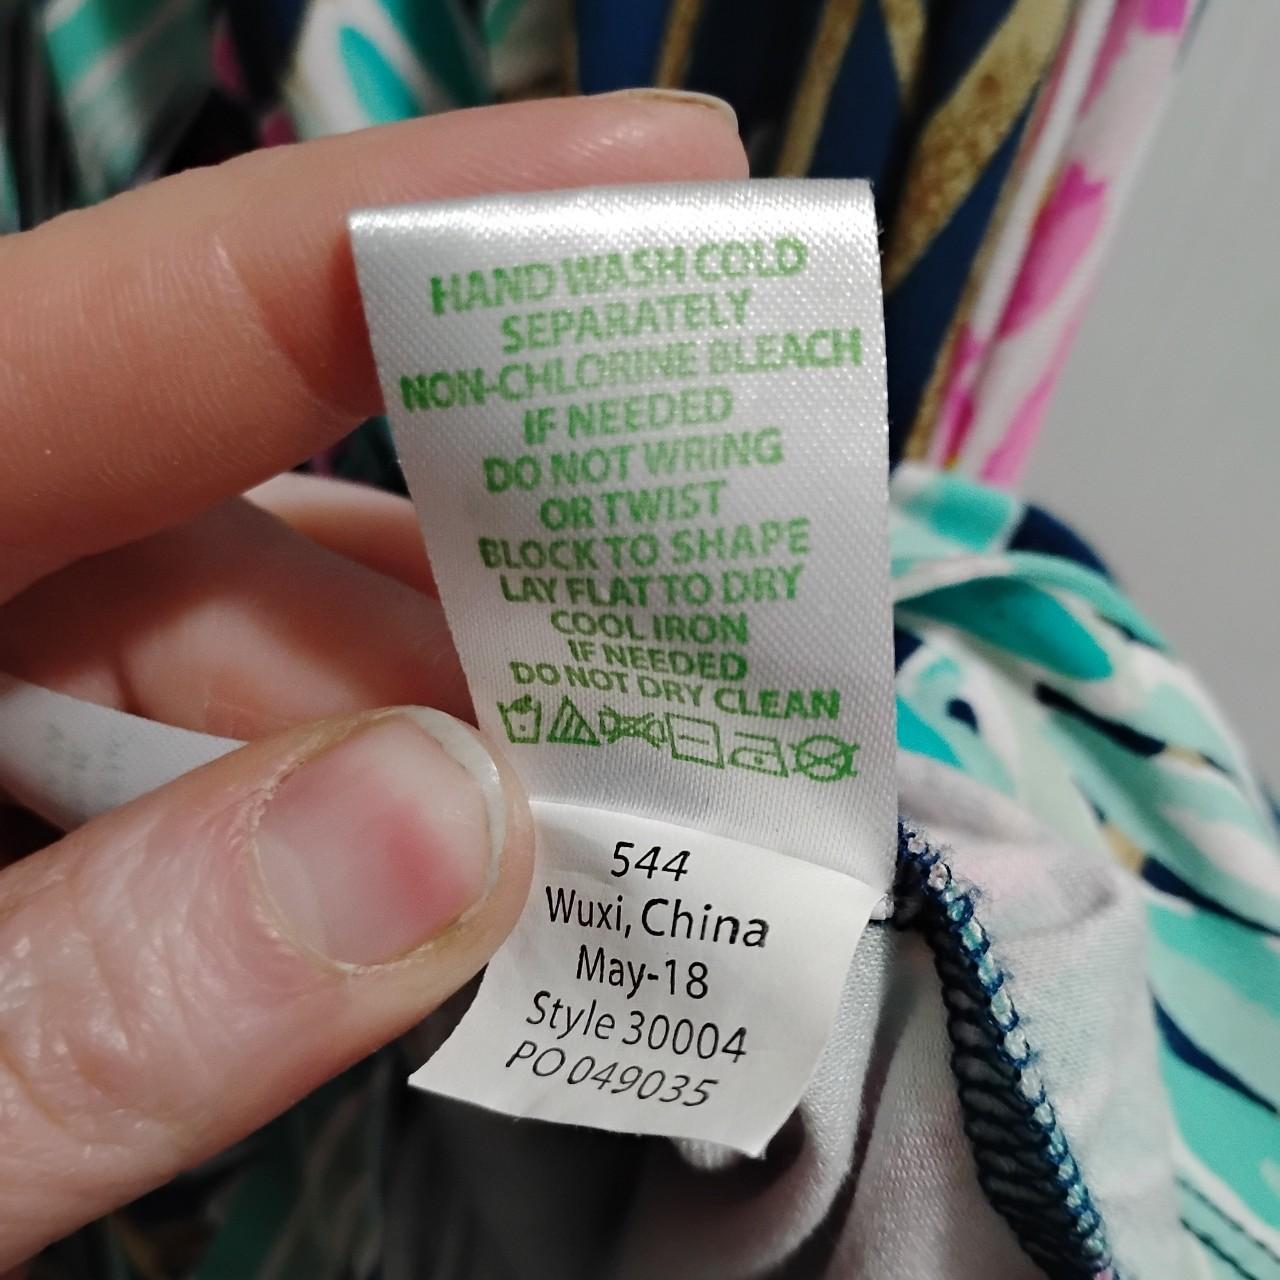 HAND WASH COLD
SEPARATELY
NON-CHLORINE BLEACH
IF NEEDED
DO NOT WRING
OR TWIST
BLOCK TO SHAPE
LAY FLAT TO DRY
COOL IRON
IF NEEDED
DO NOT DRY CLEAN
544
Wuxi, China
May-18
Style 30004
PO 049035